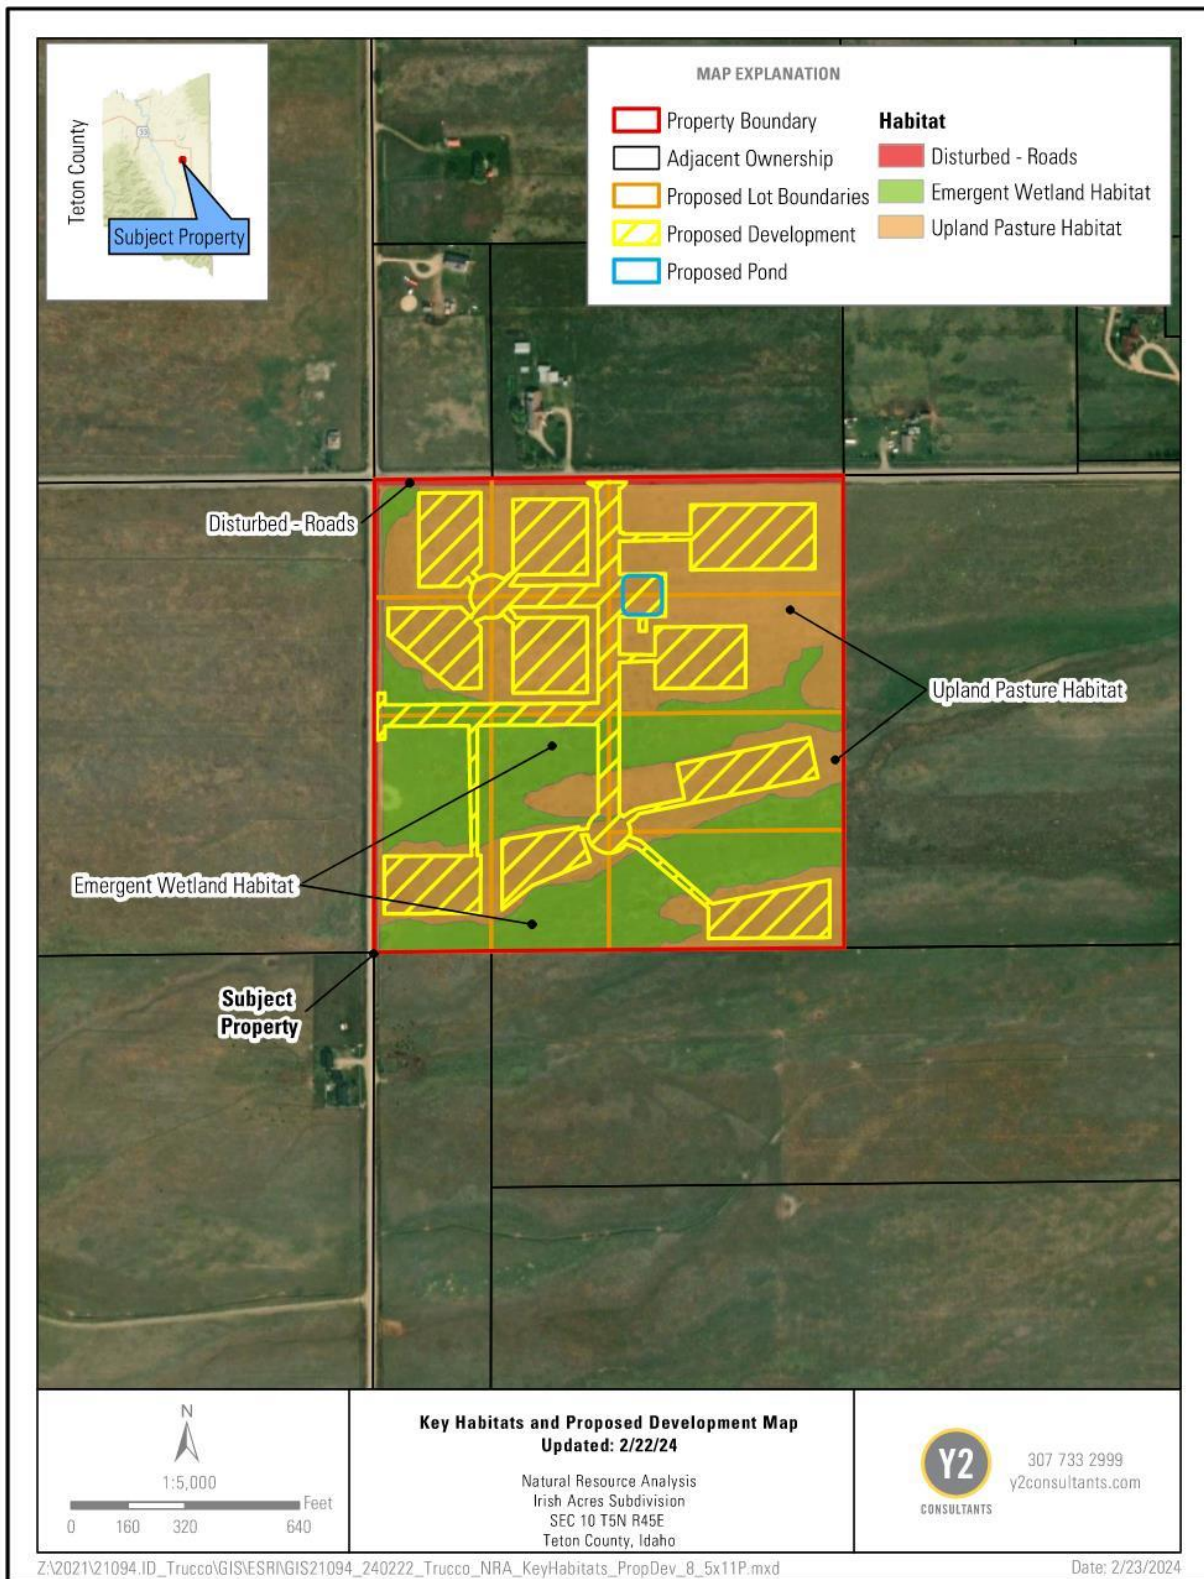 Teton County
33
Subject Property
MAP EXPLANATION
Property Boundary
Adjacent Ownership
Proposed Lot Boundaries
Proposed Development
Proposed Pond
Habitat
Disturbed - Roads
Emergent Wetland Habitat
Upland Pasture Habitat
Disturbed - Roads
Upland Pasture Habitat
Emergent Wetland Habitat
Subject
Property
N
1:5,000
Feet
0 160 320 640
Key Habitats and Proposed Development Map
Updated: 2/22/24
Natural Resource Analysis
Irish Acres Subdivision
SEC 10 T5N R45E
Teton County, Idaho
Y2
CONSULTANTS
307 733 2999
y2consultants.com
Z:\2021\21094.ID_Trucco\GIS\ESRI\GIS21094_240222_Trucco_NRA_KeyHabitats_PropDev_8_5x11P.mxd
Date: 2/23/2024